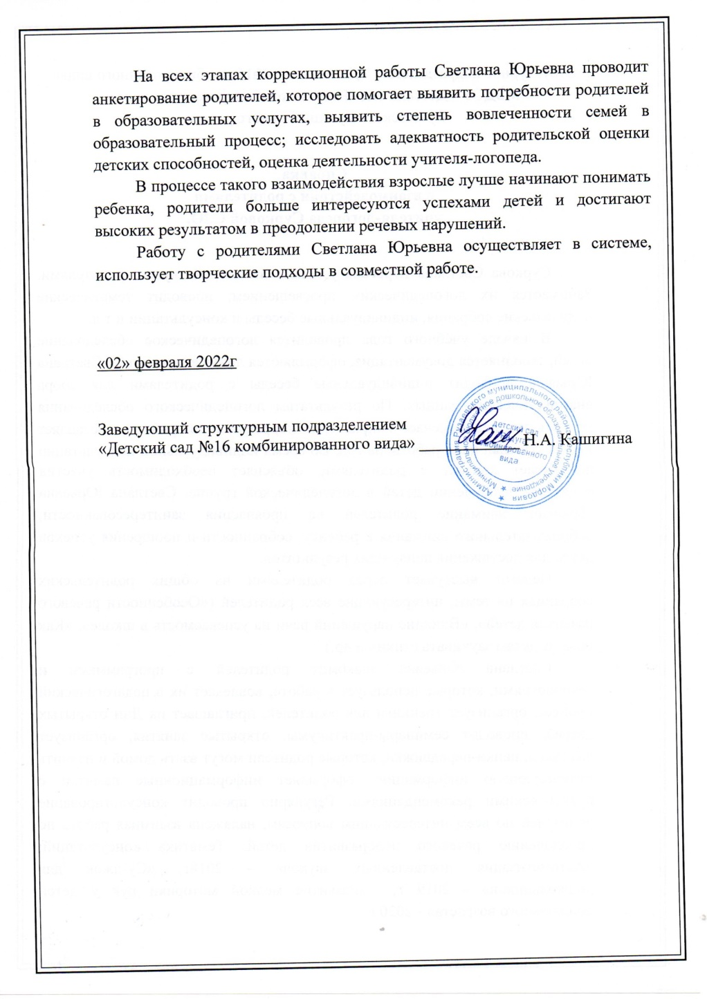 На всех этапах коррекционной работы Светлана Юрьевна проводит
анкетирование родителей, которое помогает выявить потребности родителей
в образовательных услугах, выявить степень вовлеченности семей в
образовательный процесс; исследовать адекватность родительской оценки
детских способностей, оценка деятельности учителя-логопеда.
В процессе такого взаимодействия взрослые лучше начинают понимать
ребенка, родители больше интересуются успехами детей и достигают
высоких результатом в преодолении речевых нарушений.
Работу с родителями Светлана Юрьевна осуществляет в системе,
использует творческие подходы в совместной работе.
«02» февраля 2022г
Заведующий структурным подразделением
«Детский сад №16 комбинированного вида» ____________ Н.А. Кашигина
Администрация Рузаевского муниципального района Республики Мордовия
Муниципальное дошкольное образовательное учреждение
детский сад
комбинированного
вида